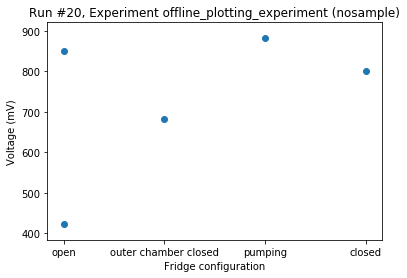 Run #20, Experiment offline_plotting_experiment (nosample)
900
800
700
600
500
400
Voltage (mV)
open outer chamber closed pumping closed
Fridge configuration